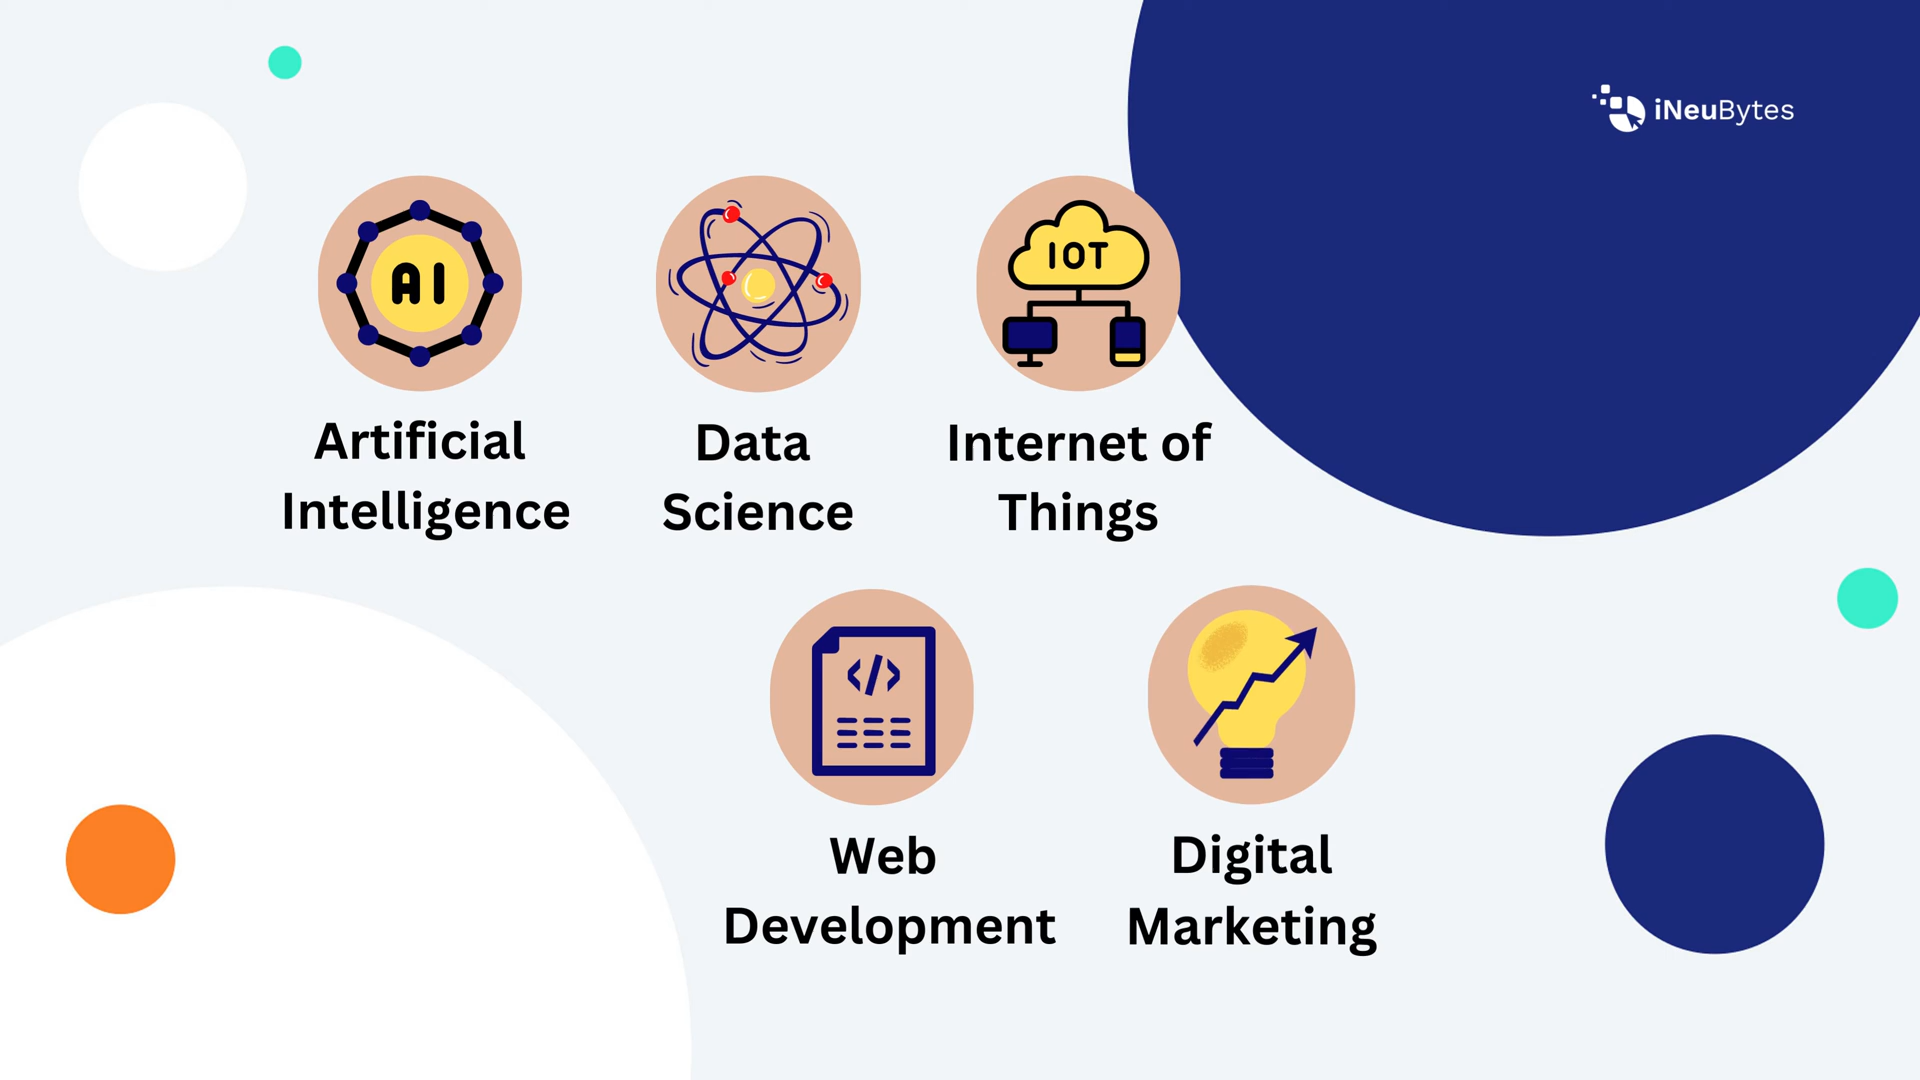 iNeuBytes
AI
IOT
Artificial
Intelligence
Data
Science
Internet of
Things
</>
Web
Development
Digital
Marketing